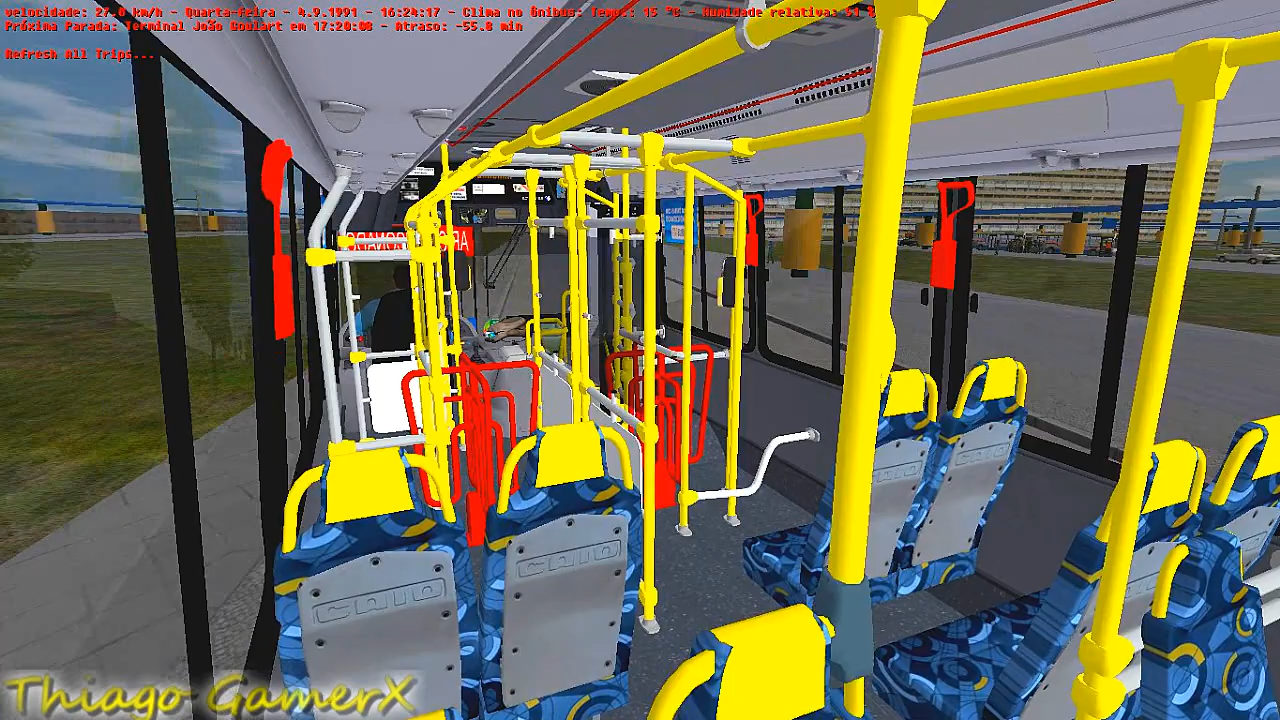 velocidade: 27.0 km/h - Quarta-feira - 4.9.1991 - 16:24:17 - Clima no ônibus: Temp.: 15 °C - Humidade relativa: 51 %
Próxima Parada: Terminal João Goulart em 17:20:08 - Atraso: -55.8 min
Refresh All Trips...
caio
caio
Thiago GamerX